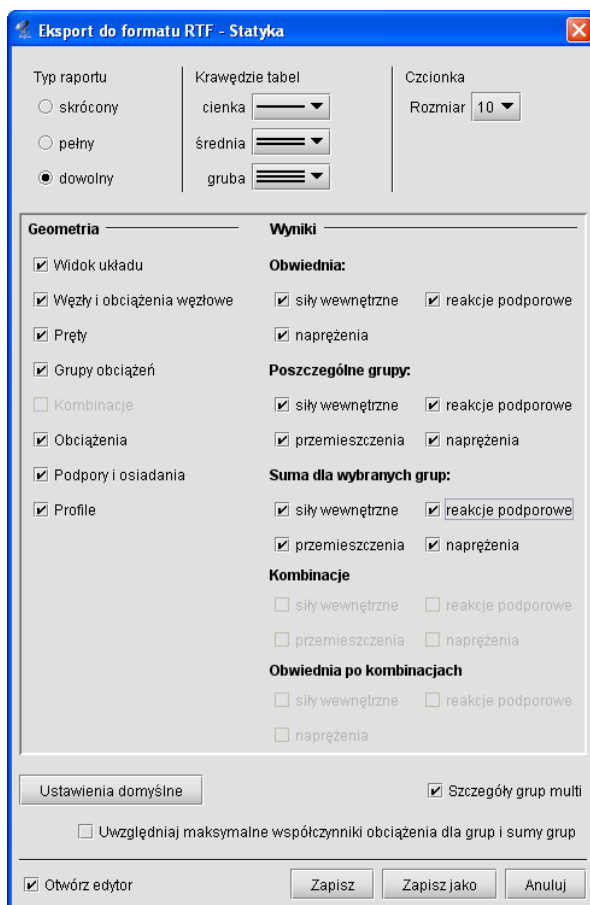 Eksport do formatu RTF - Statyka
Typ raportu
skrócony
pełny
dowolny
Krawędzie tabel
cienka
średnia
gruba
Czcionka
Rozmiar 10
Geometria
Widok układu
Węzły i obciążenia węzłowe
Pręty
Grupy obciążeń
Kombinacje
Obciążenia
Podpory i osiadania
Profile
Wyniki
Obwiednia:
siły wewnętrzne reakcje podporowe
naprężenia
Poszczególne grupy:
siły wewnętrzne reakcje podporowe
przemieszczenia naprężenia
Suma dla wybranych grup:
siły wewnętrzne reakcje podporowe
przemieszczenia naprężenia
Kombinacje
siły wewnętrzne reakcje podporowe
przemieszczenia naprężenia
Obwiednia po kombinacjach
siły wewnętrzne reakcje podporowe
naprężenia
Ustawienia domyślne Szczegóły grup multi
Uwzględniaj maksymalne współczynniki obciążenia dla grup i sumy grup
Otwórz edytor Zapisz Zapisz jako Anuluj